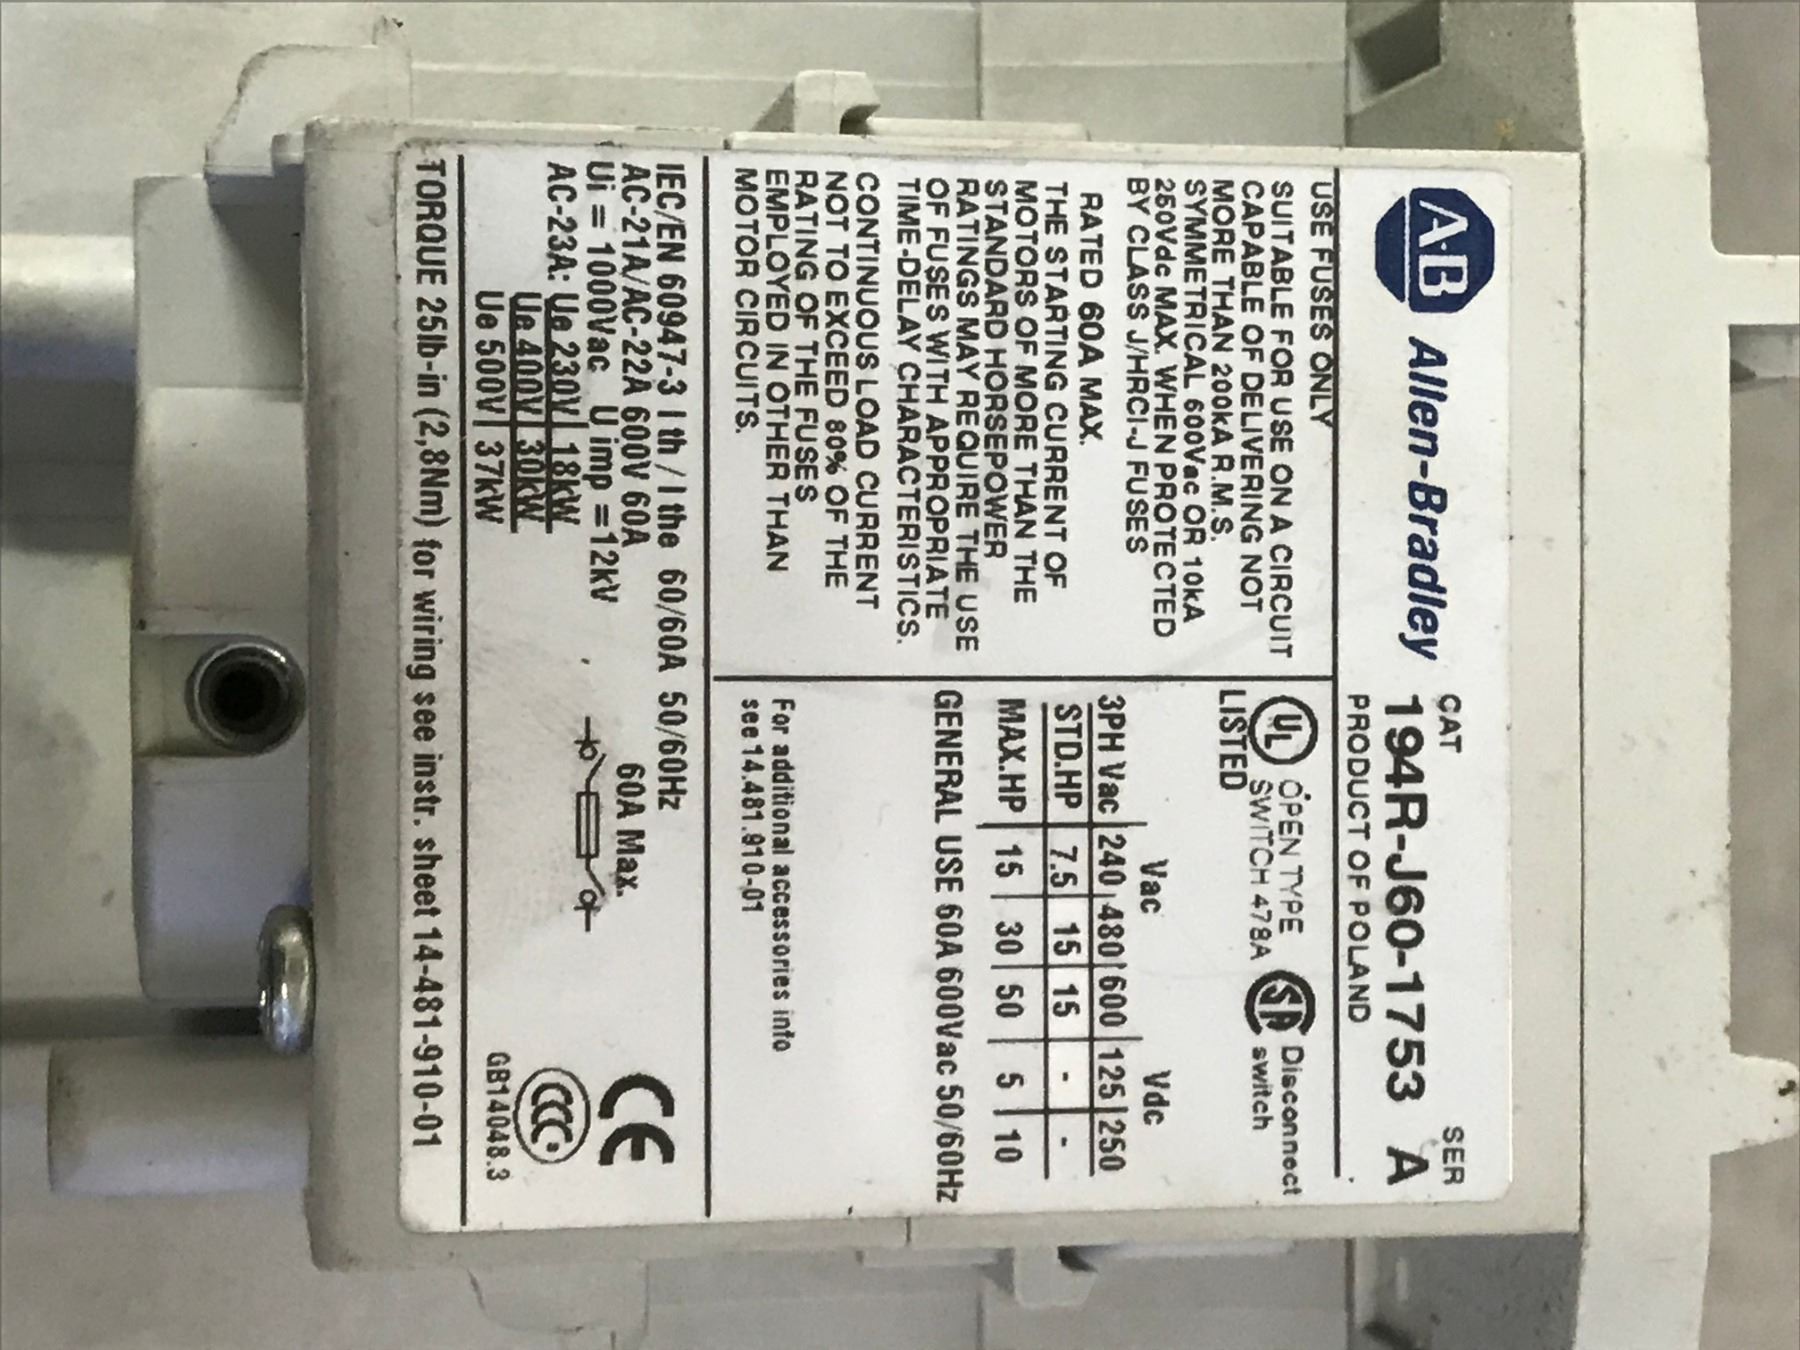 A-B Allen-Bradley
CAT SER
194R-J60-1753 A
PRODUCT OF POLAND
USE FUSES ONLY
SUITABLE FOR USE ON A CIRCUIT
CAPABLE OF DELIVERING NOT
MORE THAN 200kA R.M.S.
SYMMETRICAL 600Vac OR 10kA
250Vdc MAX. WHEN PROTECTED
BY CLASS J/HRCI-J FUSES
RATED 60A MAX.
THE STARTING CURRENT OF
MOTORS OF MORE THAN THE
STANDARD HORSEPOWER
RATINGS MAY REQUIRE THE USE
OF FUSES WITH APPROPRIATE
TIME-DELAY CHARACTERISTICS.
CONTINUOUS LOAD CURRENT
NOT TO EXCEED 80% OF THE
RATING OF THE FUSES
EMPLOYED IN OTHER THAN
MOTOR CIRCUITS.
UL
LISTED
OPEN TYPE
SWITCH 478A
SA
Disconnect
switch
Vac Vdc
3PH Vac 240 480 600 125 250
STD.HP 7.5 15 15 - -
MAX.HP 15 30 50 5 10
GENERAL USE 60A 600Vac 50/60Hz
For additional accessories into
see 14.481.910-01
IEC/EN 60947-3 I th / I the 60/60A 50/60Hz
AC-21A/AC-22A 600V 60A
60A Max.
Ui = 1000Vac U imp = 12kV
AC-23A: Ue 230V 18kW
Ue 400V 30kW
Ue 500V 37kW
CE
CCC
GB14048.3
TORQUE 25lb-in (2,8Nm) for wiring see instr. sheet 14-481-910-01